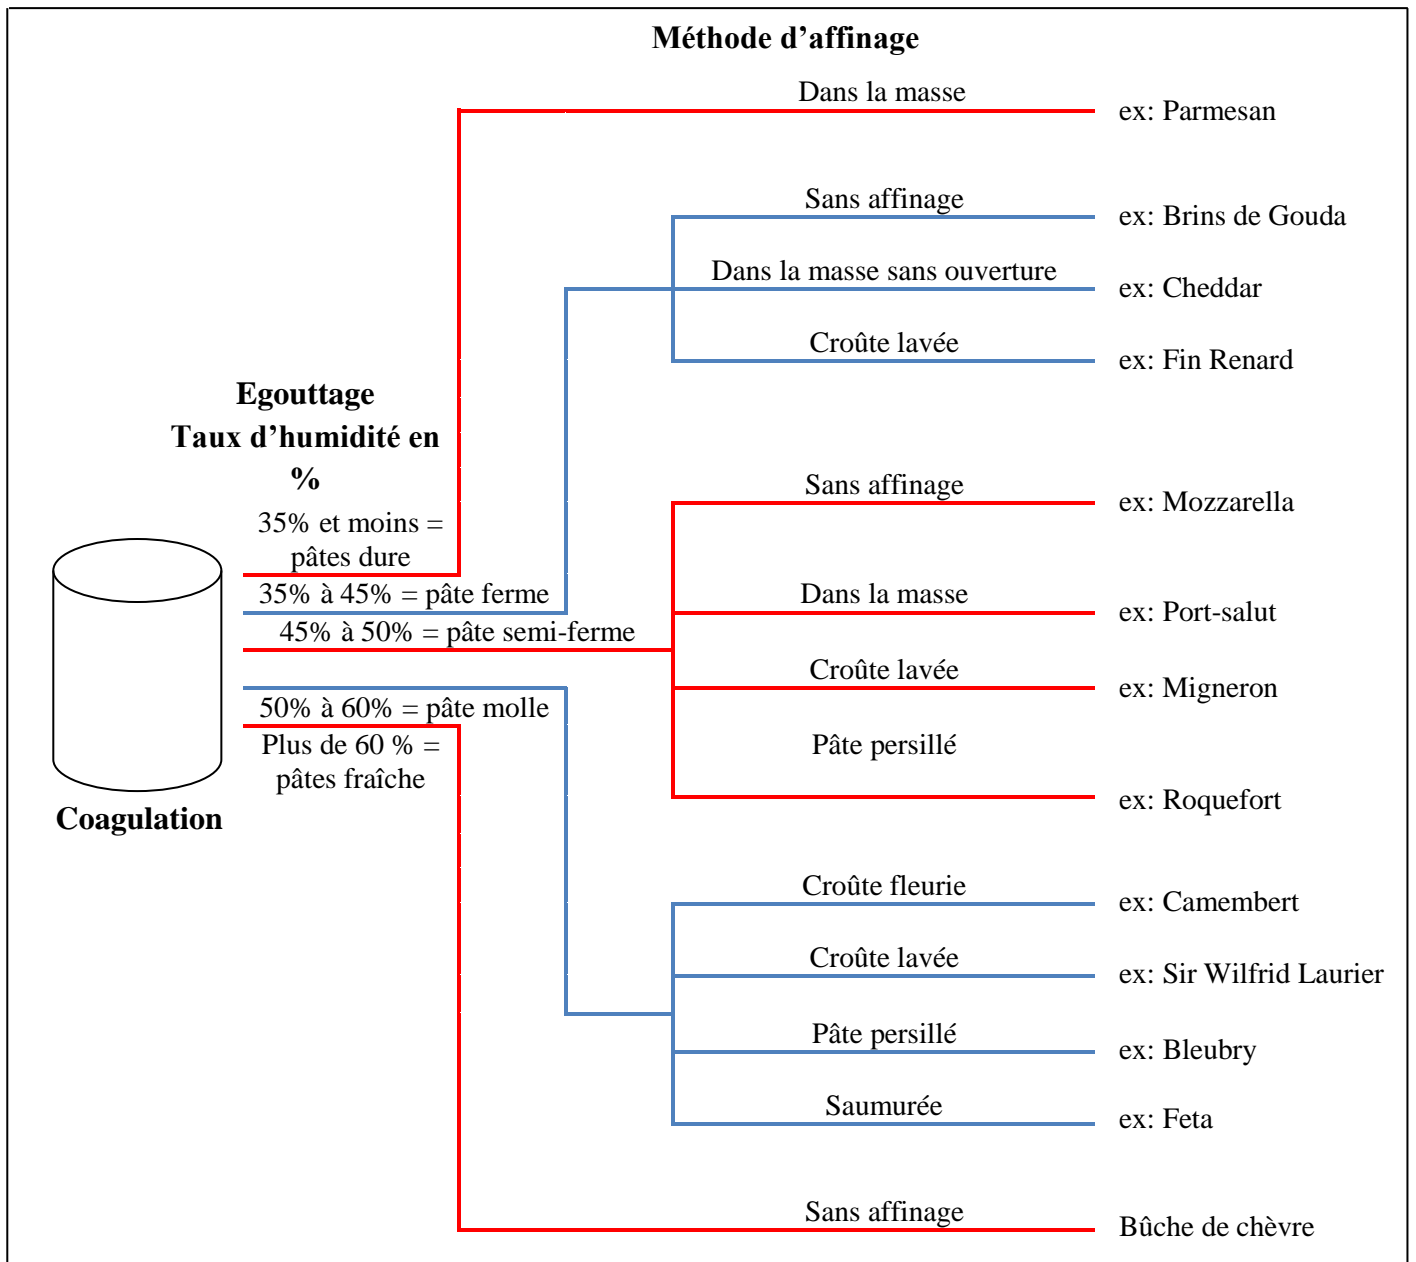 Méthode d’affinage
Dans la masse
ex: Parmesan
Sans affinage
ex: Brins de Gouda
Dans la masse sans ouverture
ex: Cheddar
Croûte lavée
ex: Fin Renard
Egouttage
Taux d’humidité en
%
35% et moins =
pâtes dure
35% à 45% = pâte ferme
45% à 50% = pâte semi-ferme
50% à 60% = pâte molle
Plus de 60 % =
pâtes fraîche
Coagulation
Sans affinage
ex: Mozzarella
Dans la masse
ex: Port-salut
Croûte lavée
ex: Migneron
Pâte persillé
ex: Roquefort
Croûte fleurie
ex: Camembert
Croûte lavée
ex: Sir Wilfrid Laurier
Pâte persillé
ex: Bleubry
Saumurée
ex: Feta
Sans affinage
Bûche de chèvre